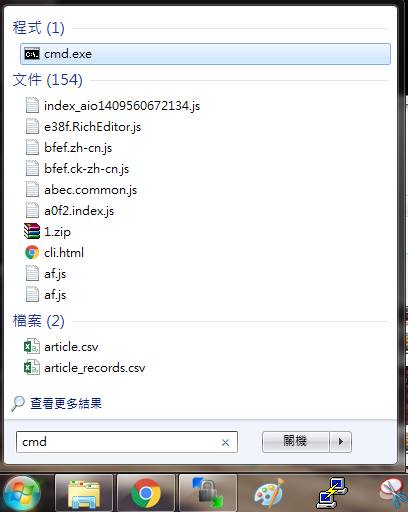 程式 (1)
cmd.exe
文件 (154)
index_aio1409560672134.js
e38f.RichEditor.js
bfef.zh-cn.js
bfef.ck-zh-cn.js
abec.common.js
a0f2.index.js
1.zip
cli.html
af.js
af.js
檔案 (2)
article.csv
article_records.csv
查看更多結果
cmd
關機